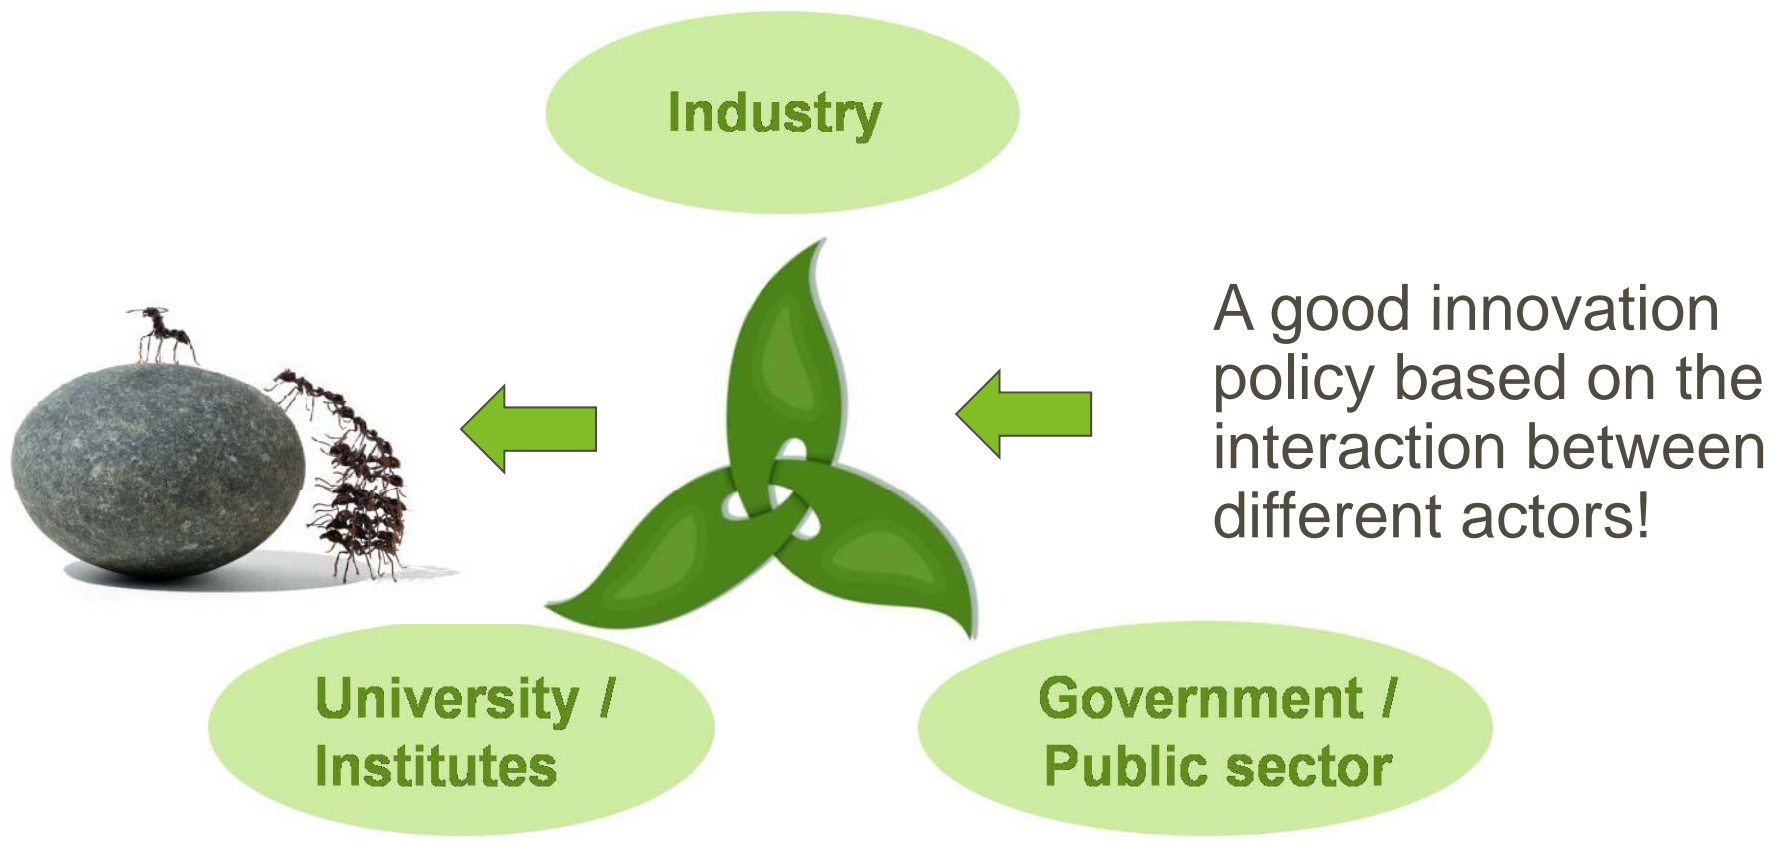 Industry
A good innovation
policy based on the
interaction between
different actors!
University /
Institutes
Government /
Public sector